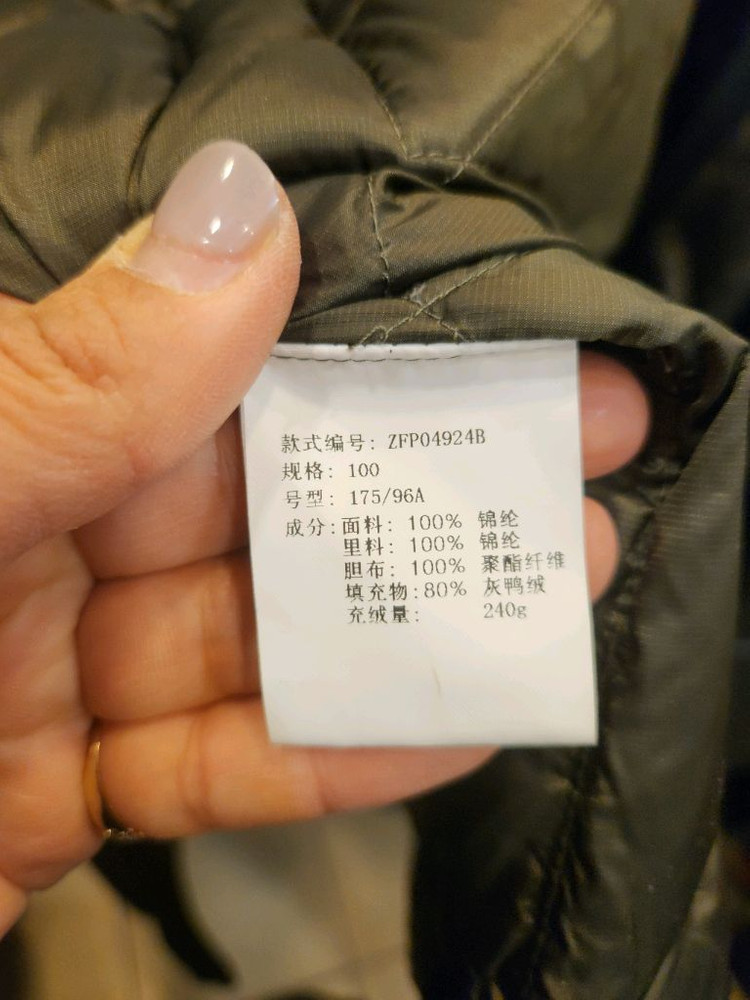 款式编号: ZFP04924B
规格: 100
号型: 175/96A
成分:面料: 100% 锦纶
里料: 100% 锦纶
胆布: 100% 聚酯纤维
填充物:80% 灰鸭绒
充绒量: 240g